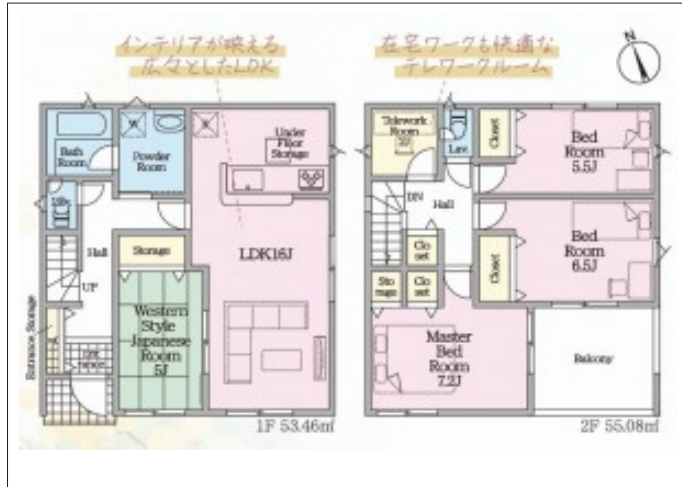 インテリアが映える
広々としたLDK
在宅ワークも快適な
テレワークルーム
N
Bath
Room
W
Powder
Room
R
Under
Floor
Storage
Hall
UP
Storage
LDK16J
Western
Style
Japanese
Room
5J
Entrance Storage
1F 53.46㎡
Telework
Room
2J
Lav.
Closet
Bed
Room
5.5J
DN
Hall
Clo
set
Closet
Bed
Room
6.5J
Sto
rage
Clo
set
Master
Bed
Room
7.2J
Balcony
2F 55.08㎡